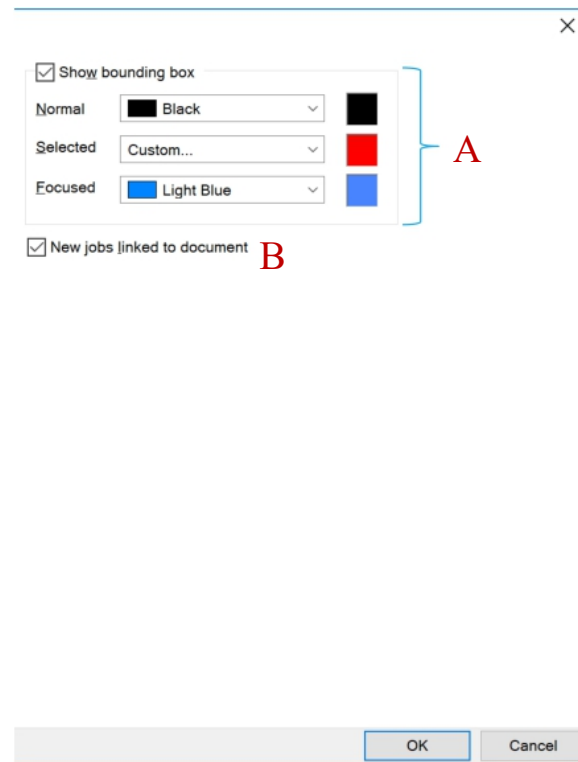 Show bounding box
Normal Black
Selected Custom...
A
Focused Light Blue
New jobs linked to document B
OK Cancel